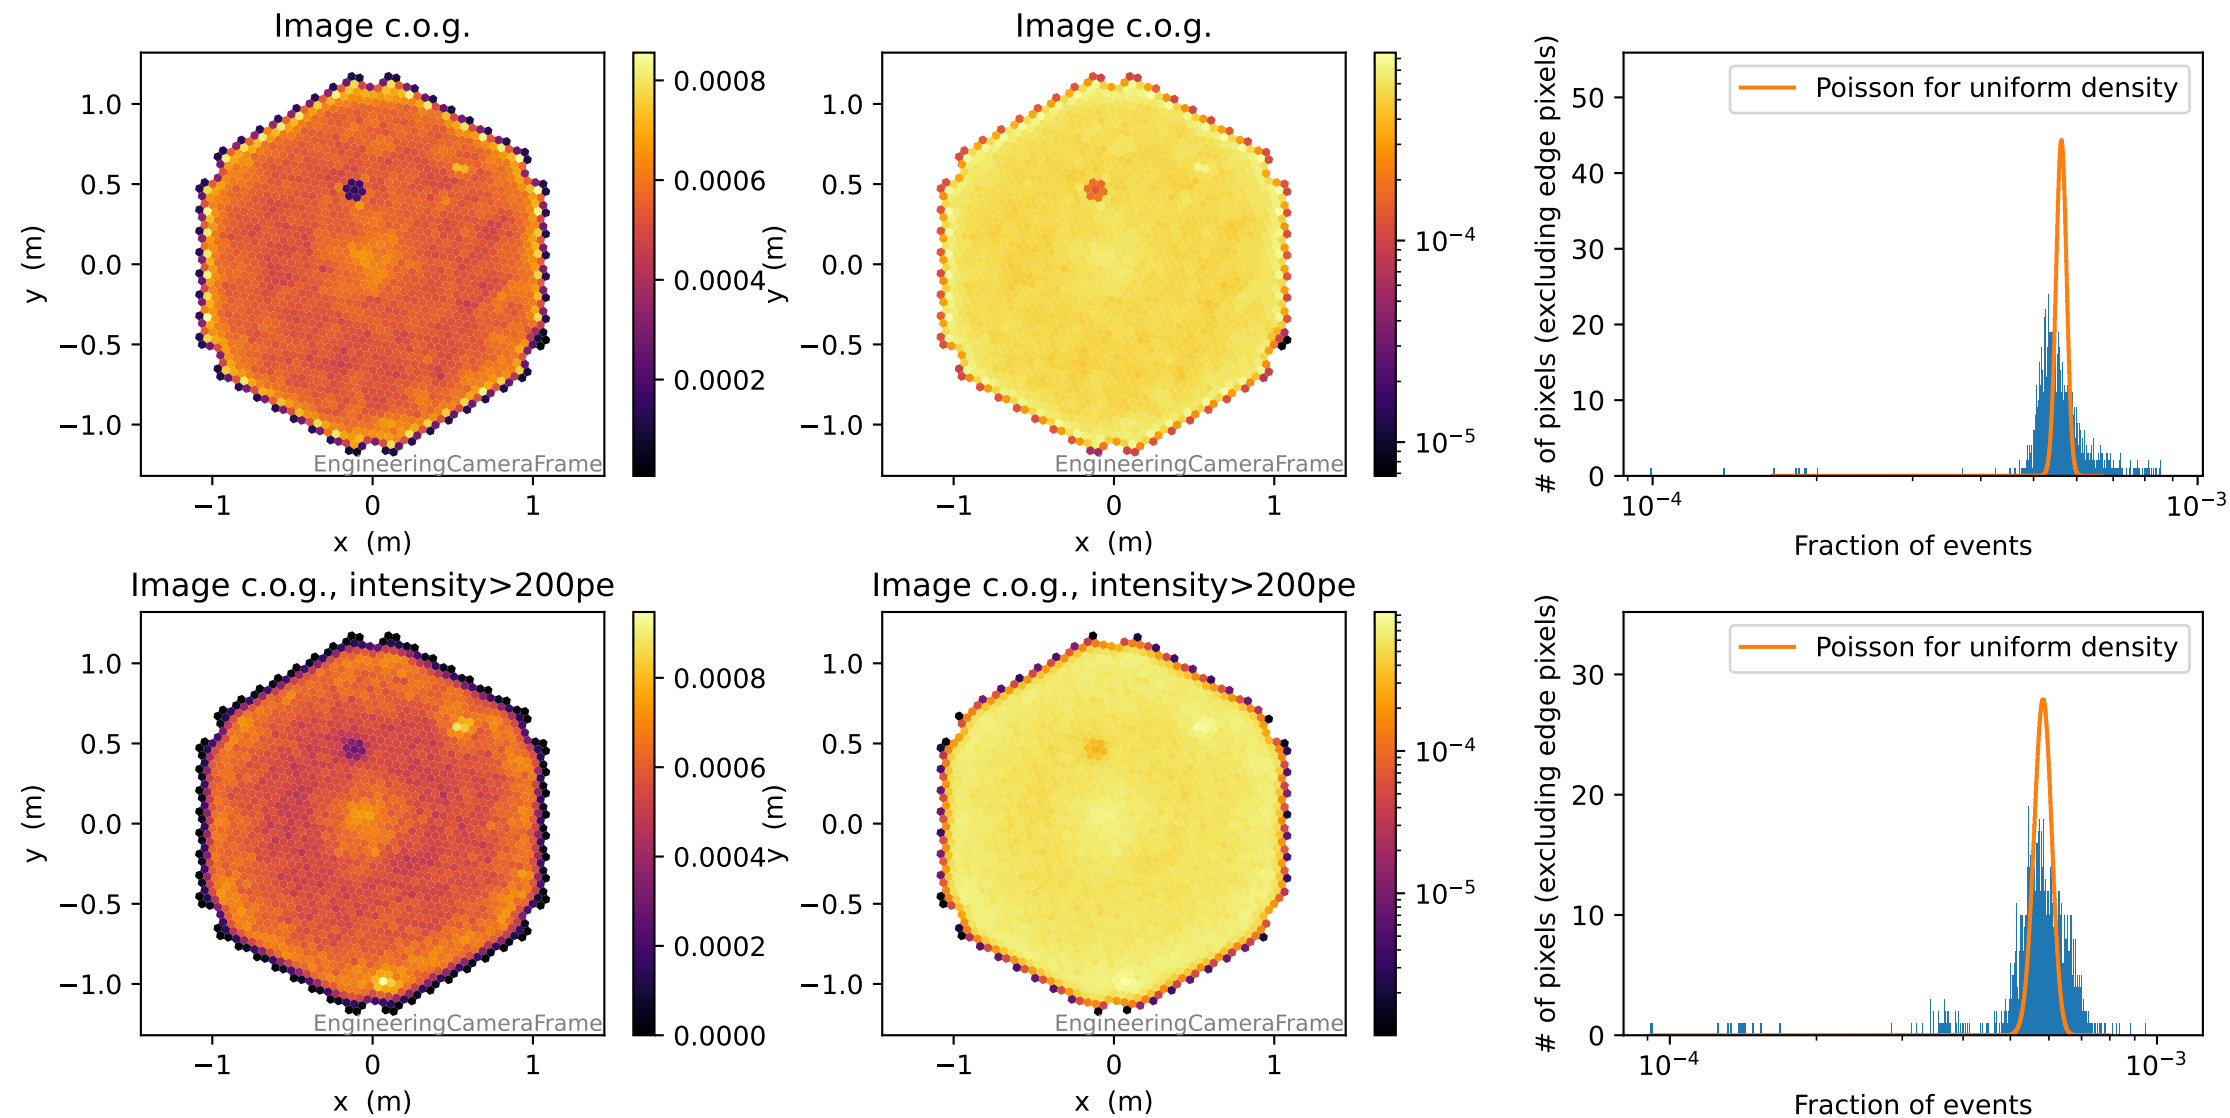 Image c.o.g.
1.0
0.5
0.0
−0.5
−1.0
y (m)
−1
0
1
x (m)
EngineeringCameraFrame
0.0008
0.0006
0.0004
0.0002
Image c.o.g.
1.0
0.5
0.0
−0.5
−1.0
y (m)
−1
0
1
x (m)
EngineeringCameraFrame
10⁻⁴
10⁻⁵
Poisson for uniform density
# of pixels (excluding edge pixels)
50
40
30
20
10
0
10⁻⁴
10⁻³
Fraction of events
Image c.o.g., intensity>200pe
1.0
0.5
0.0
−0.5
−1.0
y (m)
−1
0
1
x (m)
EngineeringCameraFrame
0.0008
0.0006
0.0004
0.0002
0.0000
Image c.o.g., intensity>200pe
1.0
0.5
0.0
−0.5
−1.0
y (m)
−1
0
1
x (m)
EngineeringCameraFrame
10⁻⁴
10⁻⁵
Poisson for uniform density
# of pixels (excluding edge pixels)
30
20
10
0
10⁻⁴
10⁻³
Fraction of events